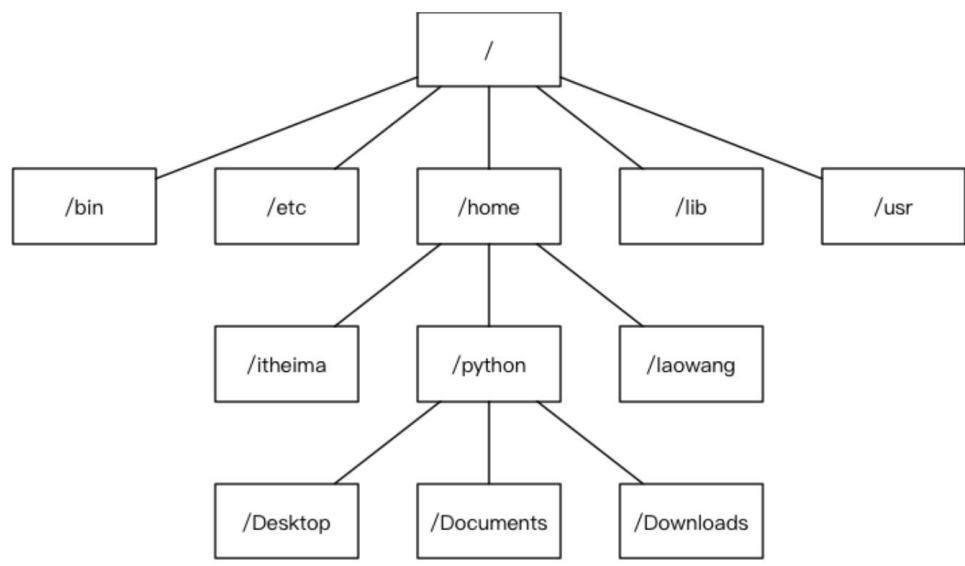 /
/bin
/etc
/home
/lib
/usr
/itheima
/python
/laowang
/Desktop
/Documents
/Downloads